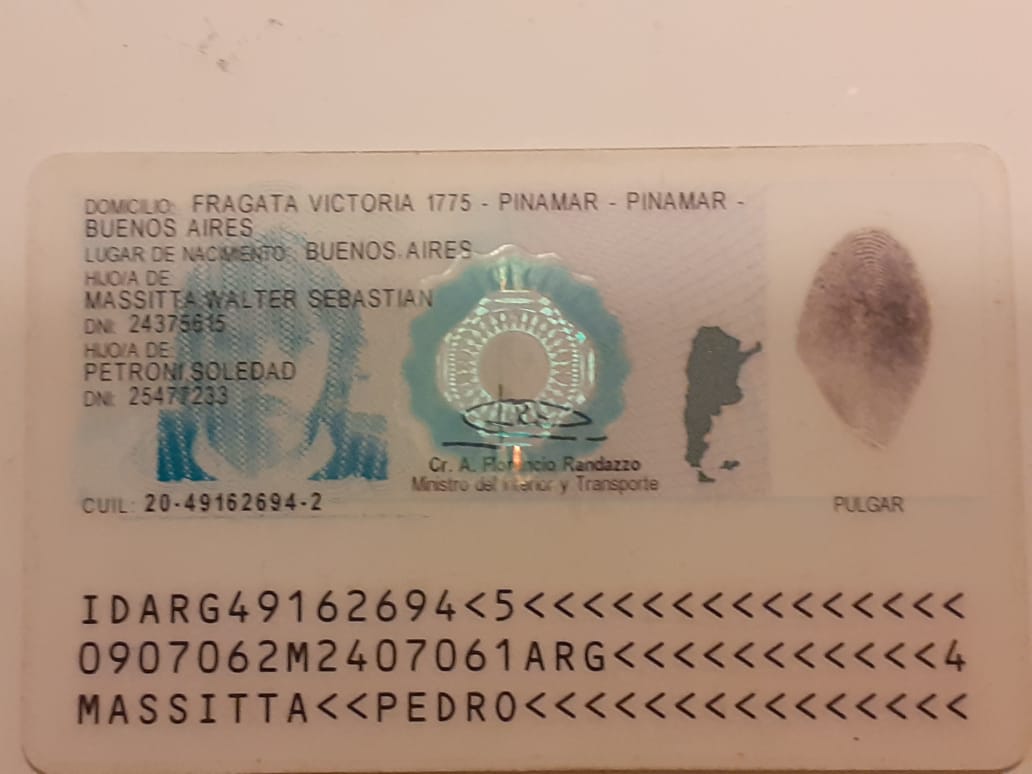 DOMICILIO: FRAGATA VICTORIA 1775 - PINAMAR - PINAMAR -
BUENOS AIRES
LUGAR DE NACIMIENTO: BUENOS AIRES
HIJO/A DE:
MASSITTA WALTER SEBASTIAN
DNI: 24375615
HIJO/A DE:
PETRONI SOLEDAD
DNI: 25477233
Cr. A. Florencio Randazzo
Ministro del Interior y Transporte
CUIL: 20-49162694-2
PULGAR
IDARG49162694<5<<<<<<<<<<<<<<<
0907062M2407061ARG<<<<<<<<<<<4
MASSITTA<<PEDRO<<<<<<<<<<<<<<<